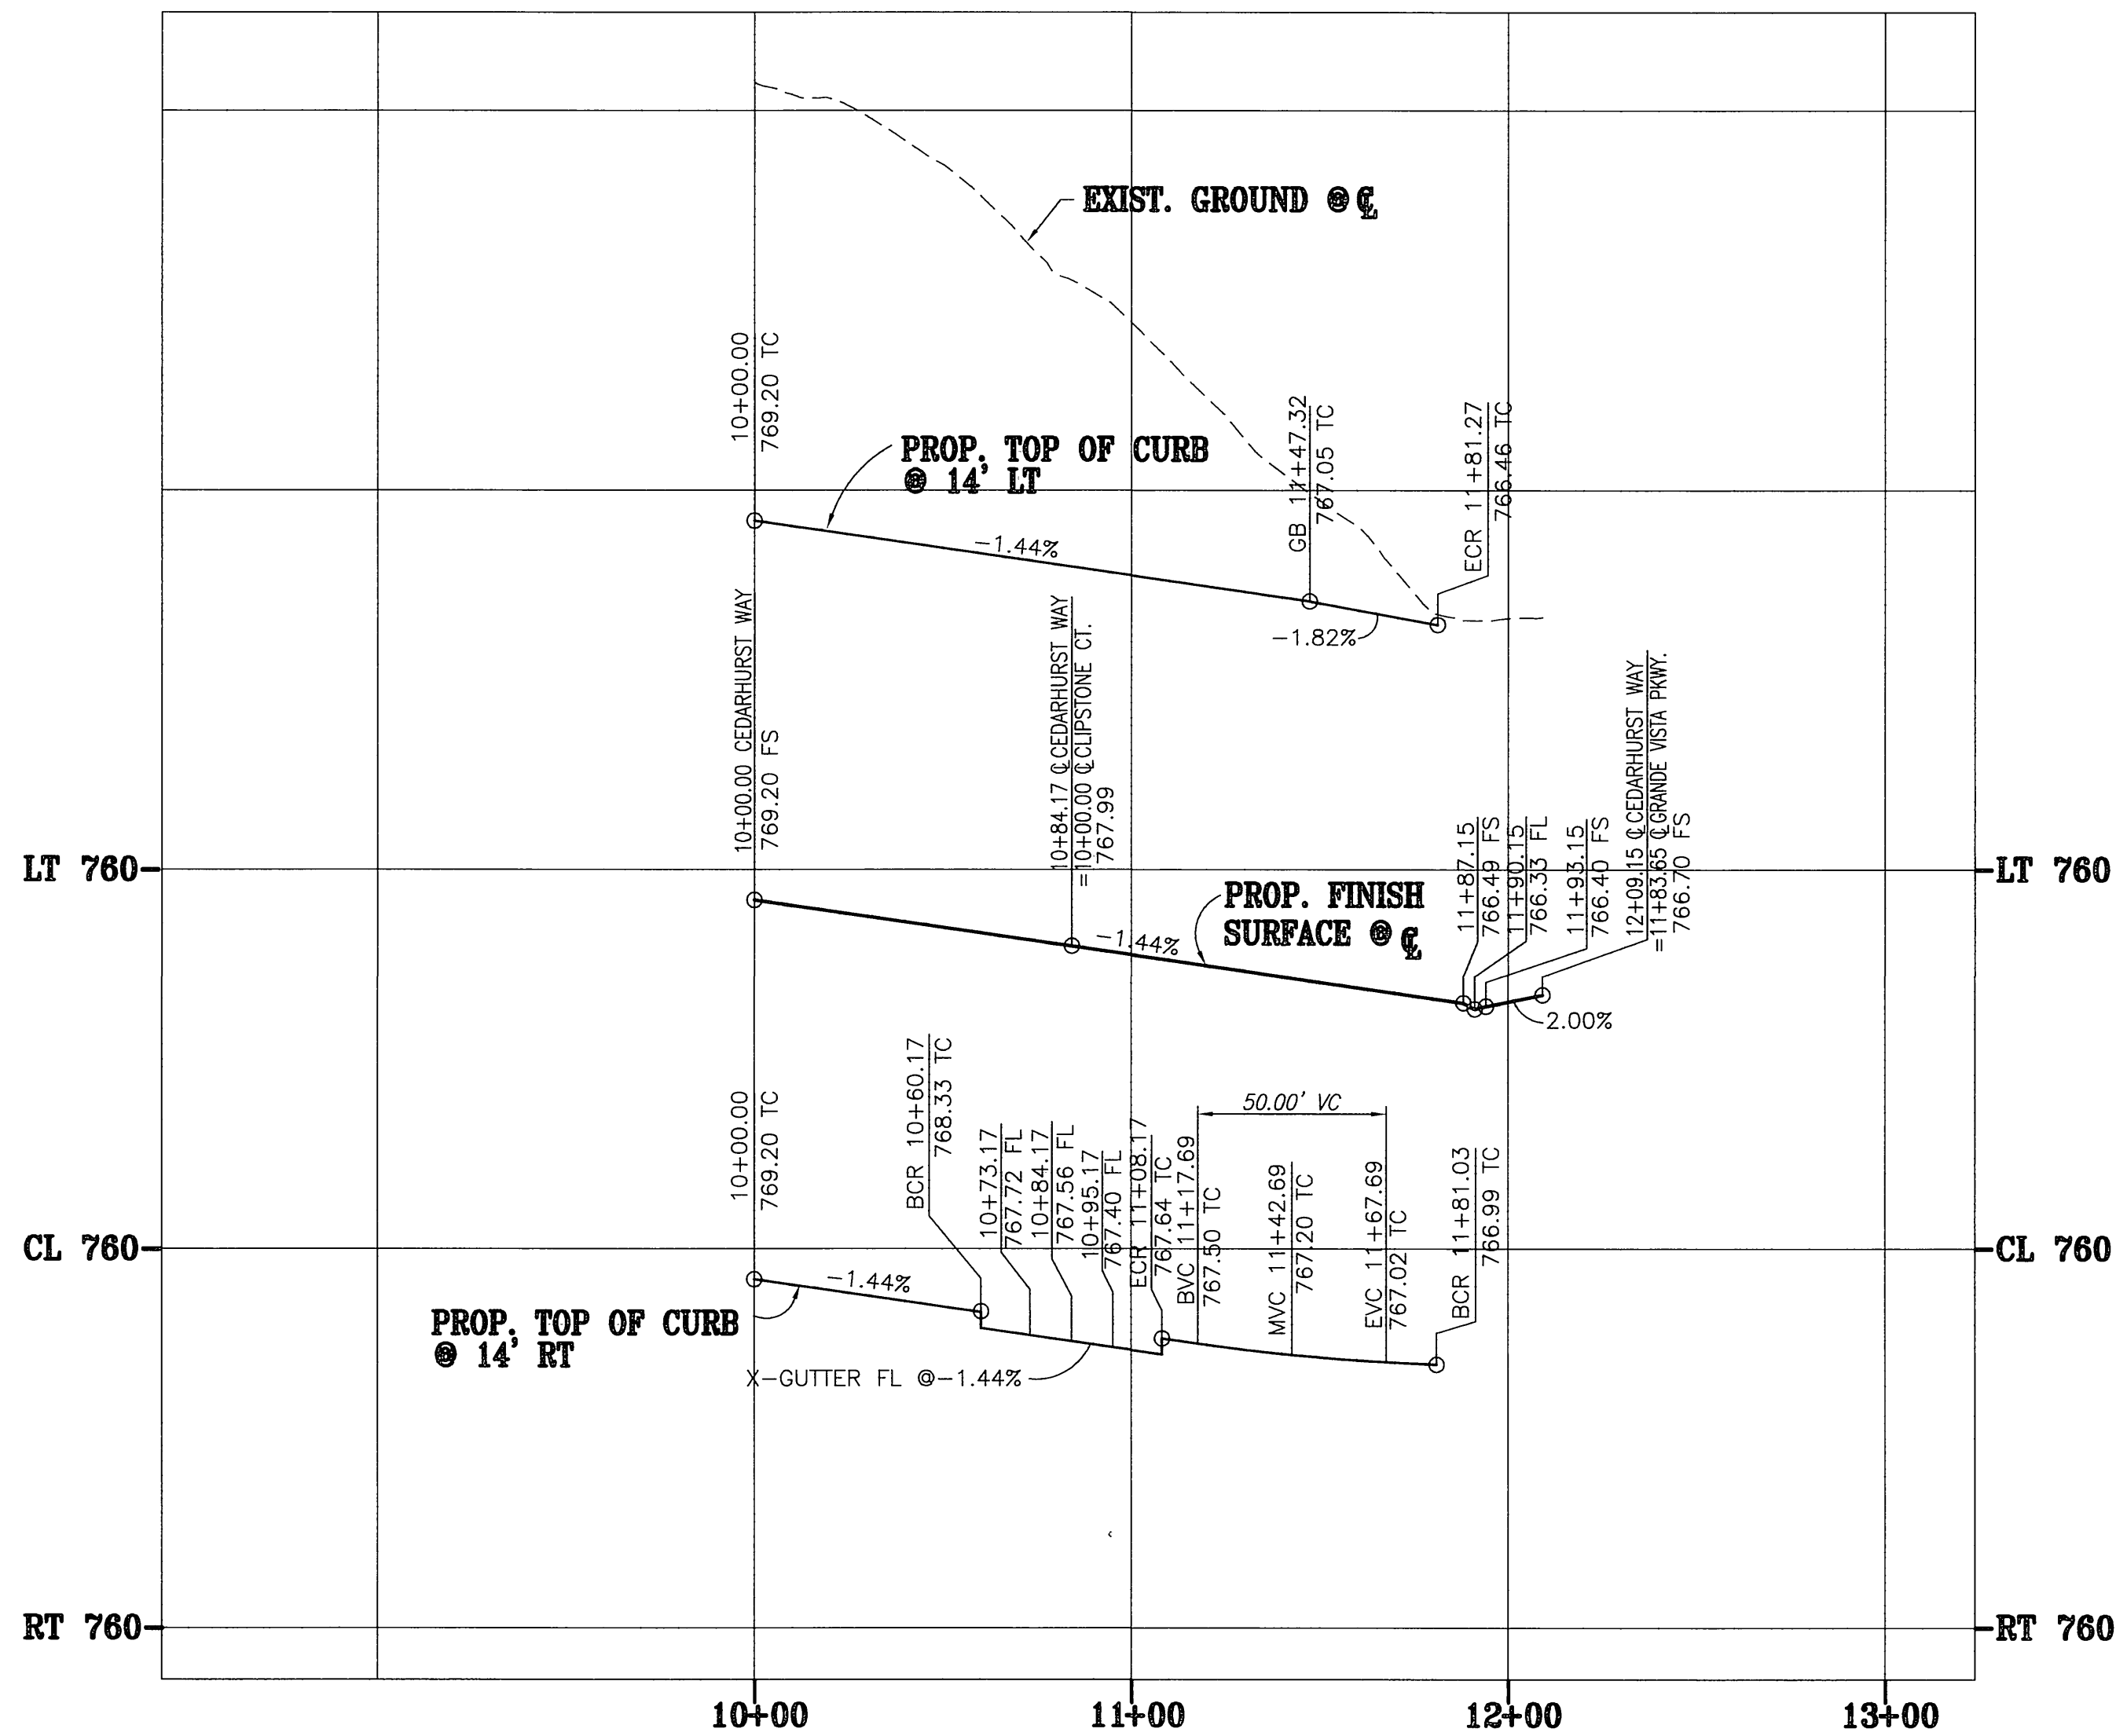 EXIST. GROUND @ ℄
10+00.00
769.20 TC
PROP. TOP OF CURB
@ 14' LT
-1.44%
GB 11+47.32
767.05 TC
ECR 11+81.27
766.46 TC
-1.82%
10+00.00 CEDARHURST WAY
769.20 FS
10+84.17 ℄ CEDARHURST WAY
=10+00.00 ℄ CLIPSTONE CT.
767.99
PROP. FINISH
SURFACE @ ℄
-1.44%
11+87.15
766.49 FS
11+90.15
766.33 FL
11+93.15
766.40 FS
12+09.15 ℄ CEDARHURST WAY
=11+83.65 ℄ GRANDE VISTA PKWY.
766.70 FS
2.00%
LT 760
LT 760
10+00.00
769.20 TC
BCR 10+60.17
768.33 TC
10+73.17
767.72 FL
10+84.17
767.56 FL
10+95.17
767.40 FL
ECR 11+08.17
767.64 TC
BVC 11+17.69
767.50 TC
50.00' VC
MVC 11+42.69
767.20 TC
EVC 11+67.69
767.02 TC
BCR 11+81.03
766.99 TC
CL 760
CL 760
-1.44%
PROP. TOP OF CURB
@ 14' RT
X-GUTTER FL @-1.44%
RT 760
RT 760
10+00
11+00
12+00
13+00